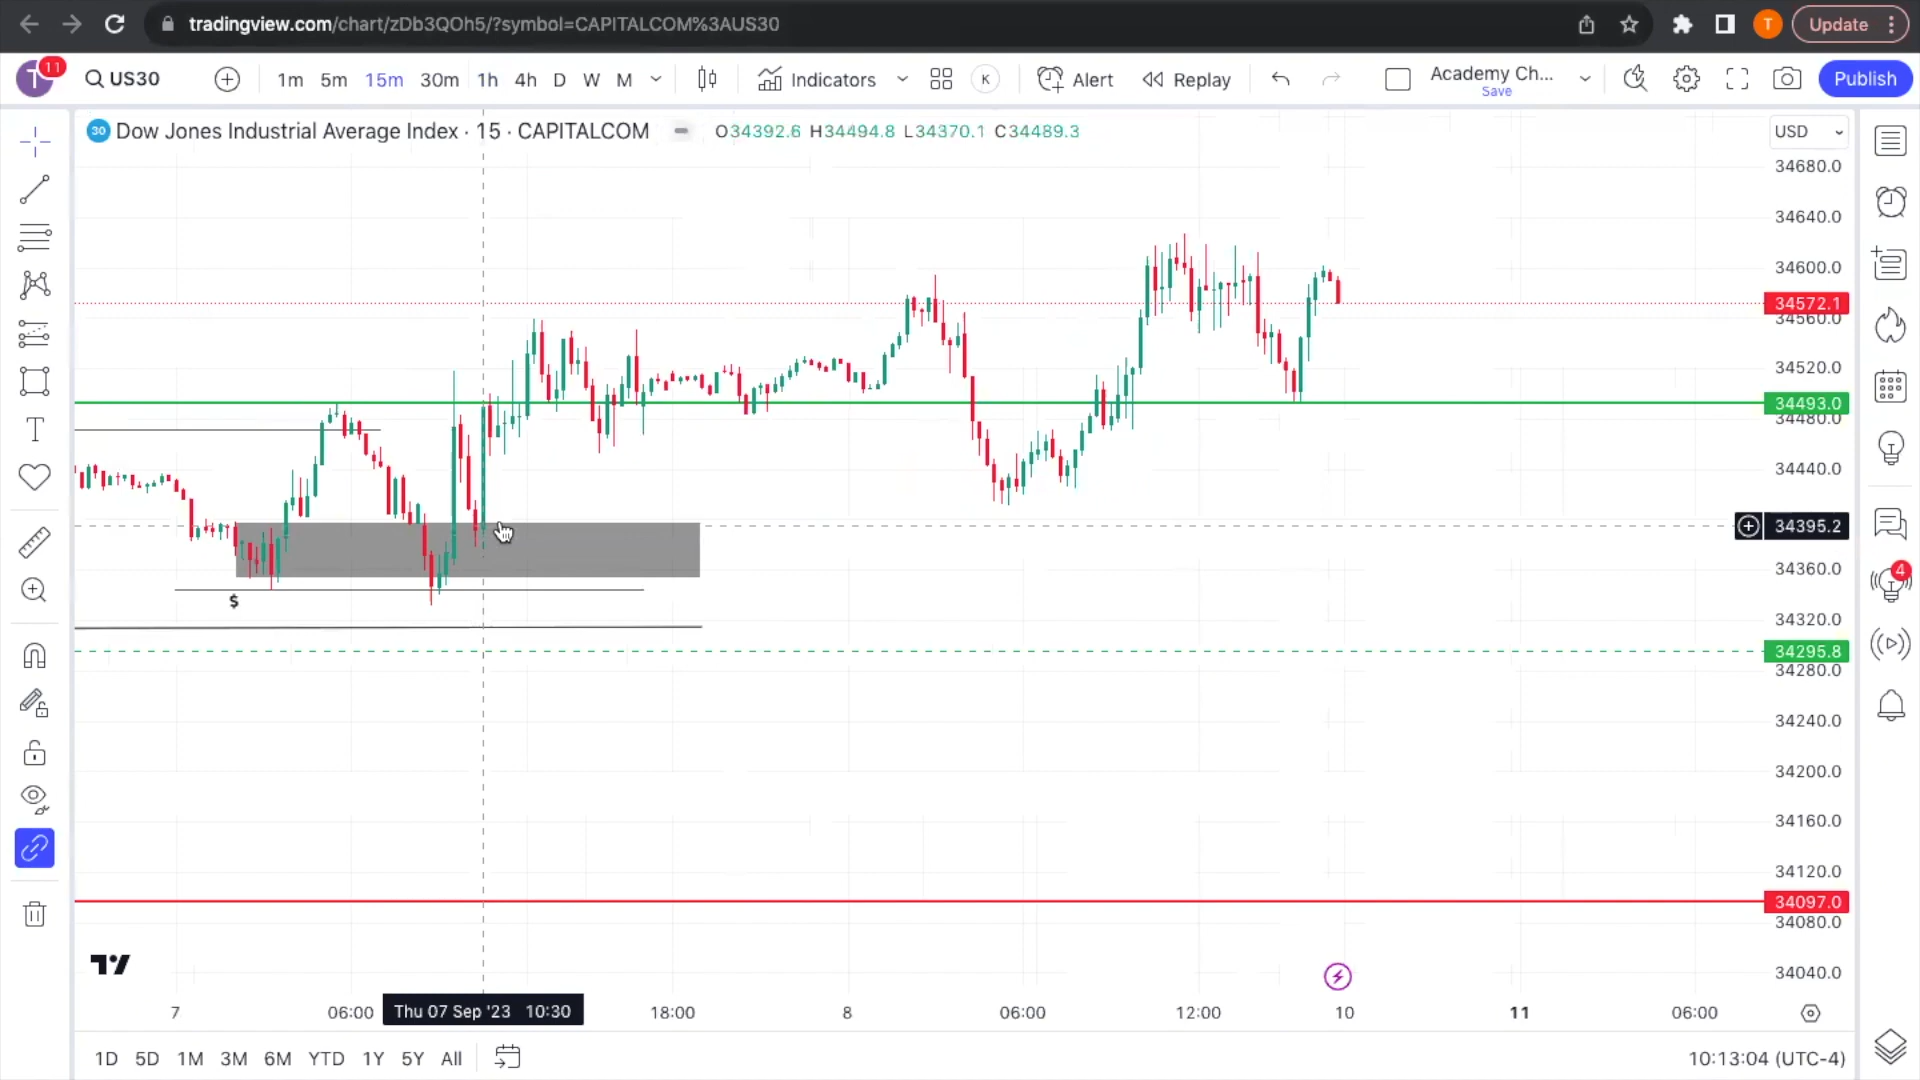 tradingview.com/chart/zDb3QOh5/?symbol=CAPITALCOM%3AUS30
T
Update
T
11
US30
1m 5m 15m 30m 1h 4h D W M
Indicators
K
Alert
Replay
Academy Ch...
Save
Publish
30
Dow Jones Industrial Average Index · 15 · CAPITALCOM
O34392.6 H34494.8 L34370.1 C34489.3
USD
34680.0
34640.0
34600.0
34572.1
34560.0
34520.0
34493.0
34480.0
34440.0
34395.2
34360.0
34320.0
34295.8
34280.0
34240.0
34200.0
34160.0
34120.0
34097.0
34080.0
34040.0
4
$
7 06:00 Thu 07 Sep '23 10:30 18:00 8 06:00 12:00 10 11 06:00
1D 5D 1M 3M 6M YTD 1Y 5Y All
10:13:04 (UTC-4)